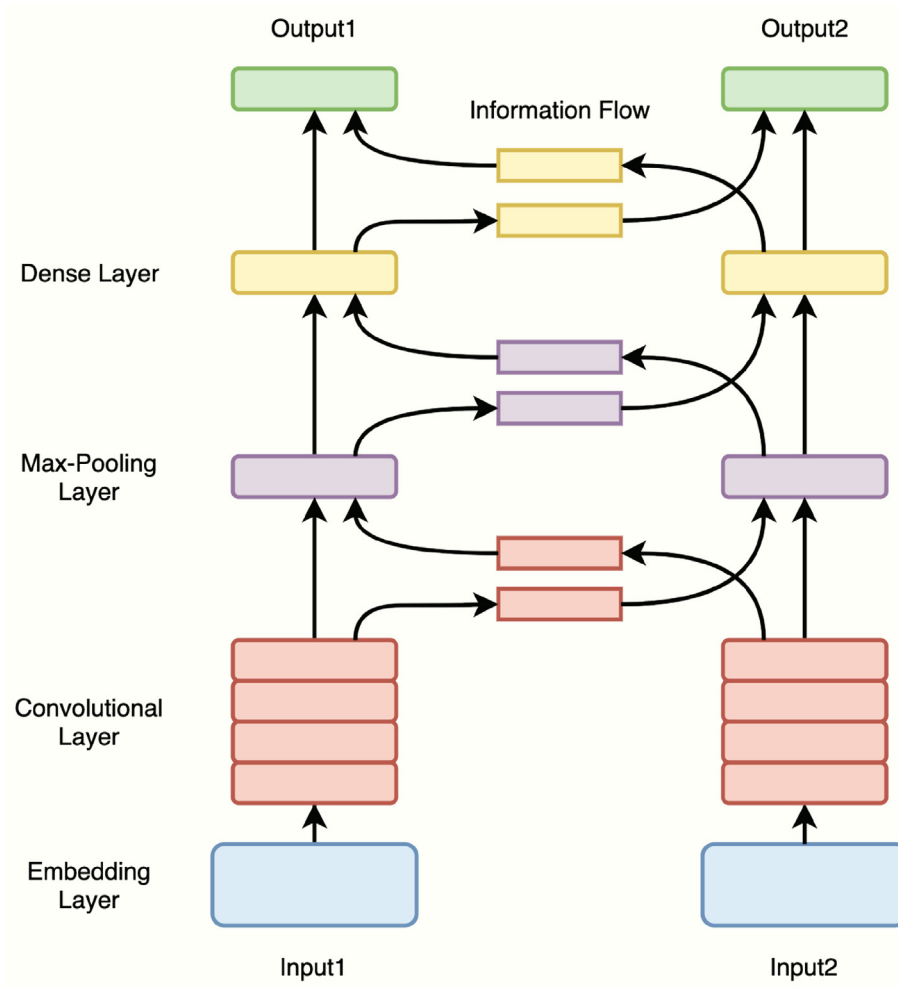 Output1
Output2
Information Flow
Dense Layer
Max-Pooling
Layer
Convolutional
Layer
Embedding
Layer
Input1
Input2